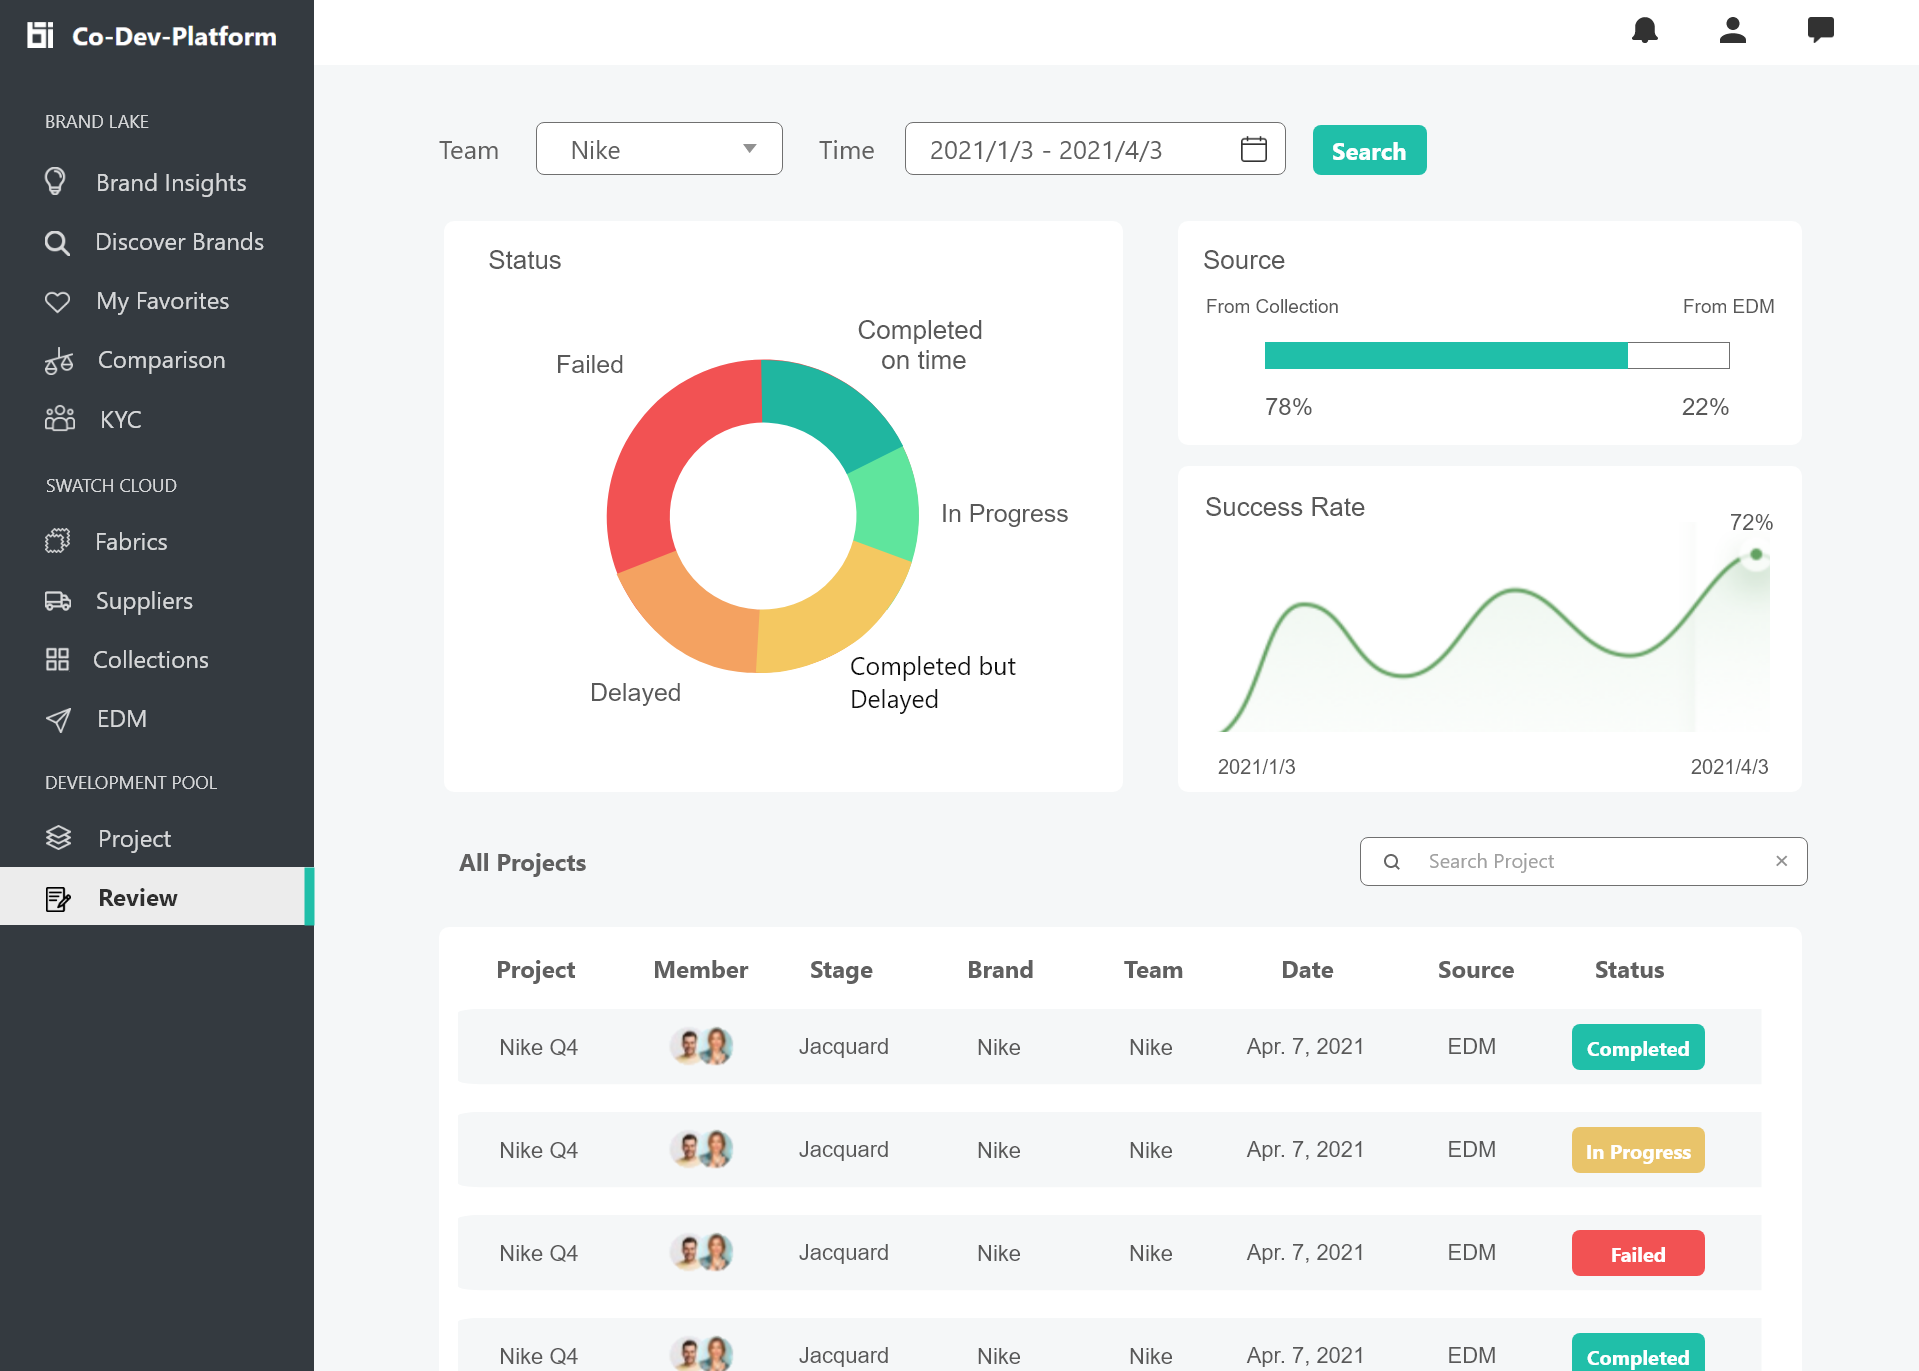 Co-Dev-Platform
BRAND LAKE
Brand Insights
Discover Brands
My Favorites
Comparison
KYC
SWATCH CLOUD
Fabrics
Suppliers
Collections
EDM
DEVELOPMENT POOL
Project
Review
Team
Nike
Time
2021/1/3 - 2021/4/3
Search
Status
Completed
on time
Failed
In Progress
Completed but
Delayed
Delayed
Source
From Collection From EDM
78% 22%
Success Rate
72%
2021/1/3 2021/4/3
All Projects
Search Project
Project Member Stage Brand Team Date Source Status
Nike Q4 Jacquard Nike Nike Apr. 7, 2021 EDM Completed
Nike Q4 Jacquard Nike Nike Apr. 7, 2021 EDM In Progress
Nike Q4 Jacquard Nike Nike Apr. 7, 2021 EDM Failed
Nike Q4 Jacquard Nike Nike Apr. 7, 2021 EDM Completed